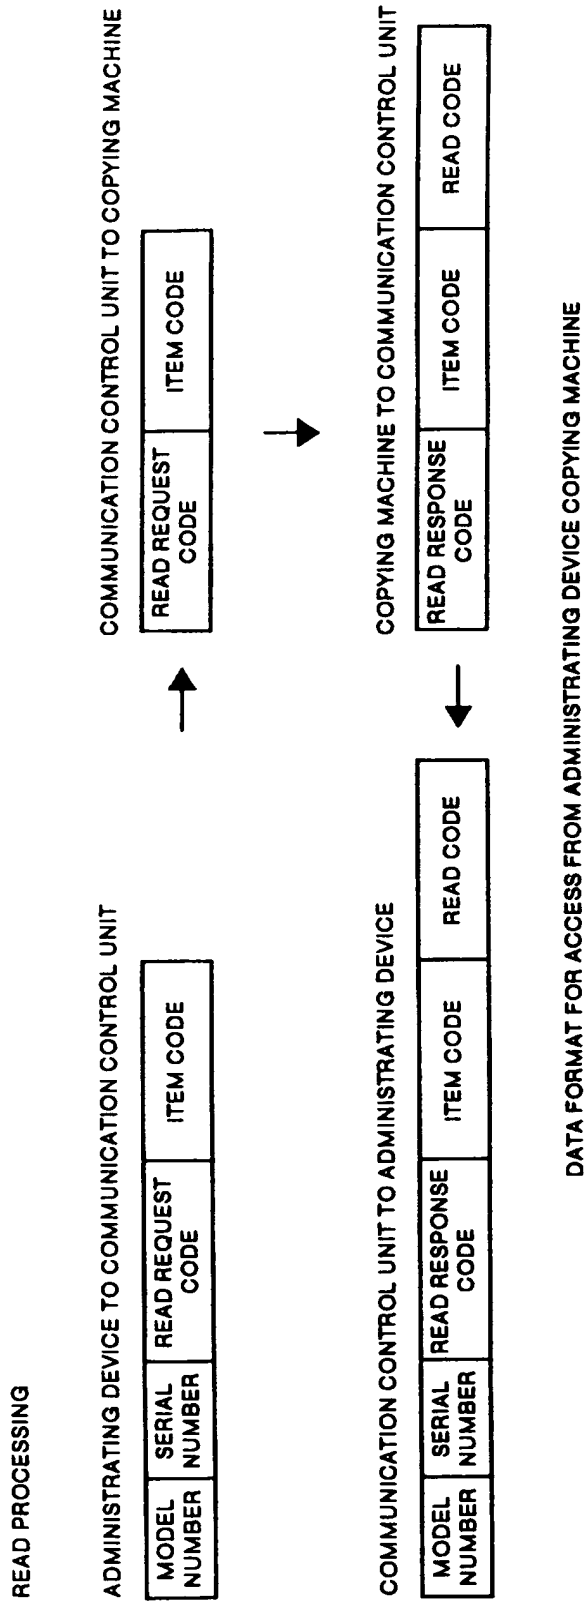 READ PROCESSING
ADMINISTRATING DEVICE TO COMMUNICATION CONTROL UNIT
MODEL
NUMBER
SERIAL
NUMBER
READ REQUEST
CODE
ITEM CODE
COMMUNICATION CONTROL UNIT TO COPYING MACHINE
READ REQUEST
CODE
ITEM CODE
COPYING MACHINE TO COMMUNICATION CONTROL UNIT
READ RESPONSE
CODE
ITEM CODE
READ CODE
COMMUNICATION CONTROL UNIT TO ADMINISTRATING DEVICE
MODEL
NUMBER
SERIAL
NUMBER
READ RESPONSE
CODE
ITEM CODE
READ CODE
DATA FORMAT FOR ACCESS FROM ADMINISTRATING DEVICE COPYING MACHINE